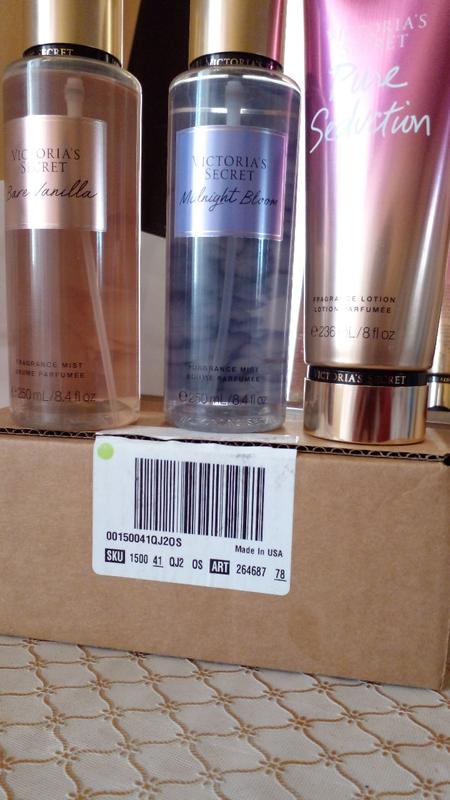 SECRET
VICTORIA'S
SECRET
Bare Vanilla
FRAGRANCE MIST
BRUME PARFUMÉE
℮250 mL/8.4 fl oz
VICTORIA'S
VICTORIA'S
SECRET
Midnight Bloom
FRAGRANCE MIST
BRUME PARFUMÉE
℮250 mL/8.4 fl oz
VICTORIA'S
SECRET
Pure
Seduction
FRAGRANCE LOTION
LOTION PARFUMÉE
℮236 mL/8 fl oz
VICTORIA'S SECRET
00150041QJ2OS
Made In USA
SKU 1500 41 QJ2 OS ART 264687 78